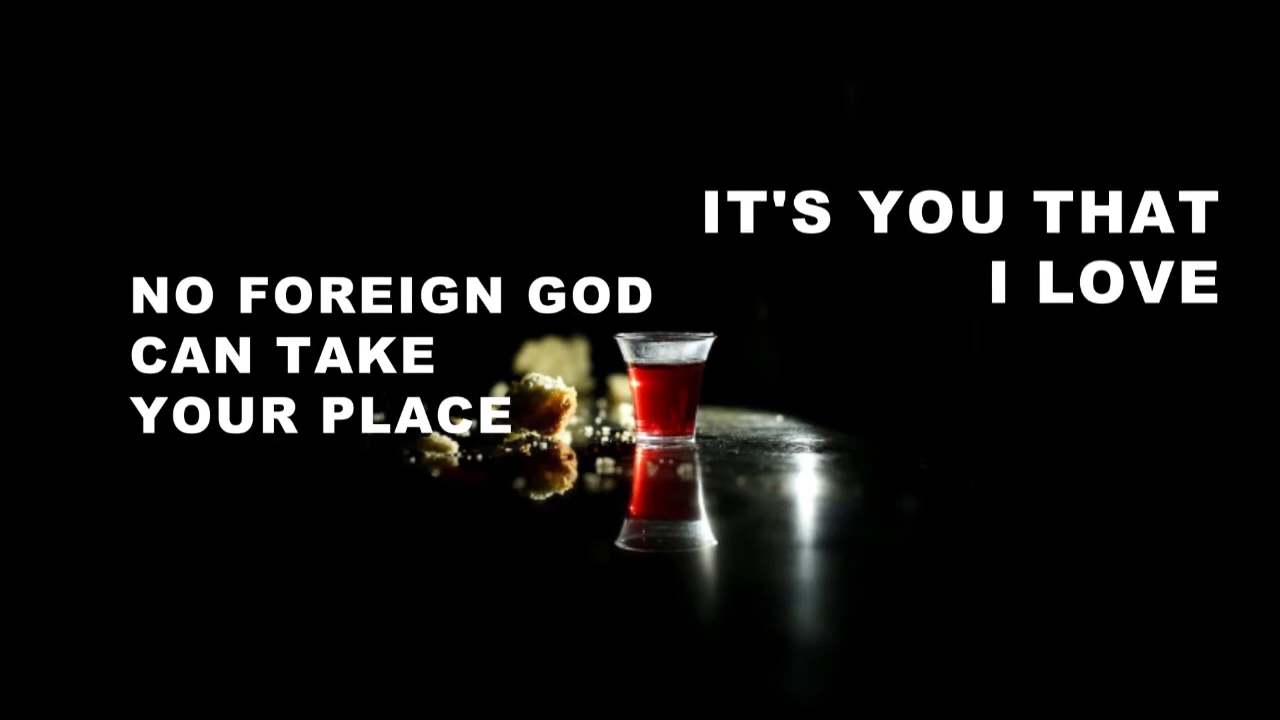 NO FOREIGN GOD
CAN TAKE
YOUR PLACE
IT'S YOU THAT
I LOVE